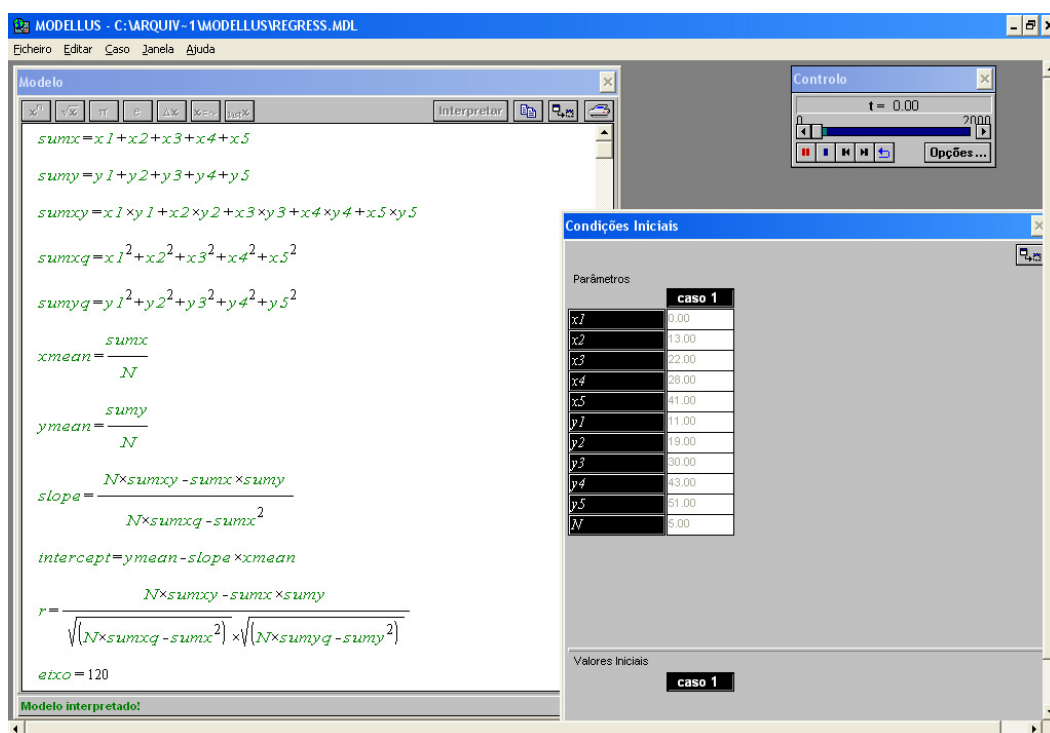 MODELLUS - C:\ARQUIV~1\MODELLUS\REGRESS.MDL
Ficheiro Editar Caso Janela Ajuda
Modelo
xⁿ √x π e Δx x=~ lastX Interpretar
sumx=x1+x2+x3+x4+x5
sumy=y1+y2+y3+y4+y5
sumxy=x1×y1+x2×y2+x3×y3+x4×y4+x5×y5
sumxq=x1²+x2²+x3²+x4²+x5²
sumyq=y1²+y2²+y3²+y4²+y5²
xmean=sumx/N
ymean=sumy/N
slope=(N×sumxy-sumx×sumy)/(N×sumxq-sumx²)
intercept=ymean-slope×xmean
r=(N×sumxy-sumx×sumy)/(√(N×sumxq-sumx²)×√(N×sumyq-sumy²))
eixo=120
Modelo interpretado!
Controlo
t = 0.00
0 2000
Opções...
Condições Iniciais
Parâmetros
caso 1
x1 0.00
x2 13.00
x3 22.00
x4 28.00
x5 41.00
y1 11.00
y2 19.00
y3 30.00
y4 43.00
y5 51.00
N 5.00
Valores Iniciais
caso 1